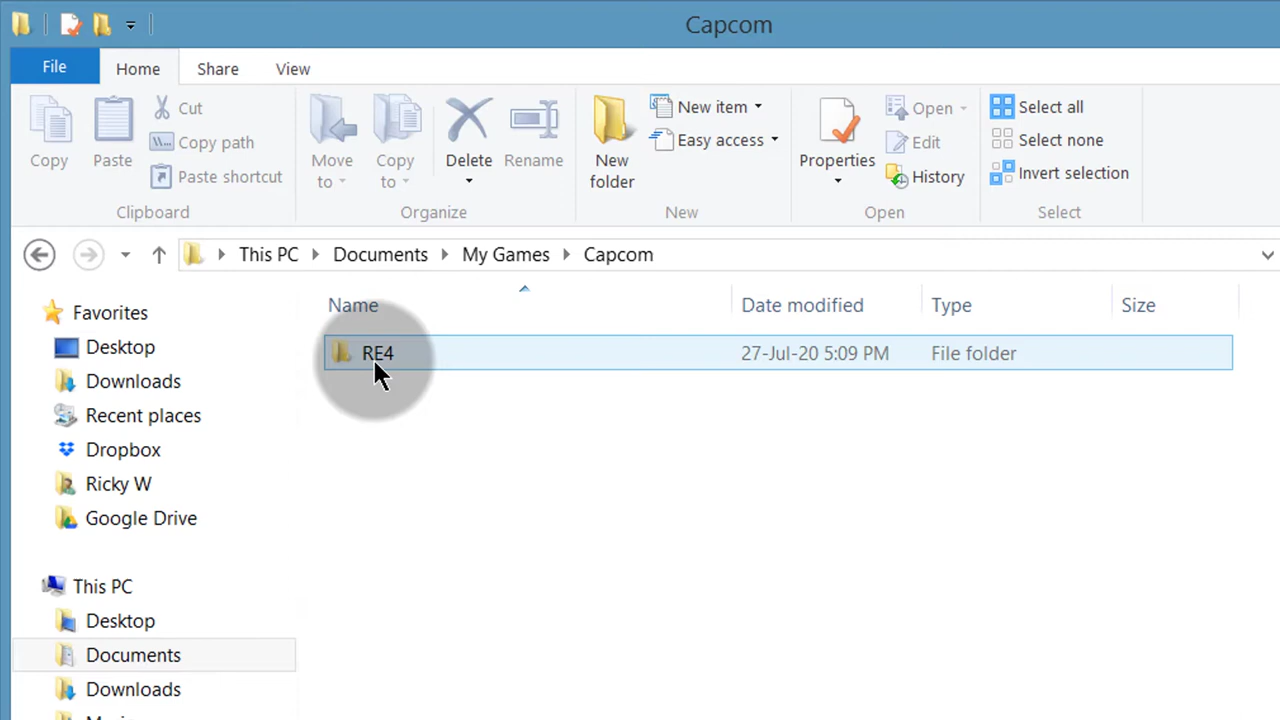 Capcom
File Home Share View
Copy
Paste
Cut
Copy path
Paste shortcut
Clipboard
Move to
Copy to
Delete
Rename
Organize
New folder
New item
Easy access
New
Properties
Open
Edit
History
Open
Select all
Select none
Invert selection
Select
This PC Documents My Games Capcom
Name Date modified Type Size
RE4 27-Jul-20 5:09 PM File folder
Favorites
Desktop
Downloads
Recent places
Dropbox
Ricky W
Google Drive
This PC
Desktop
Documents
Downloads